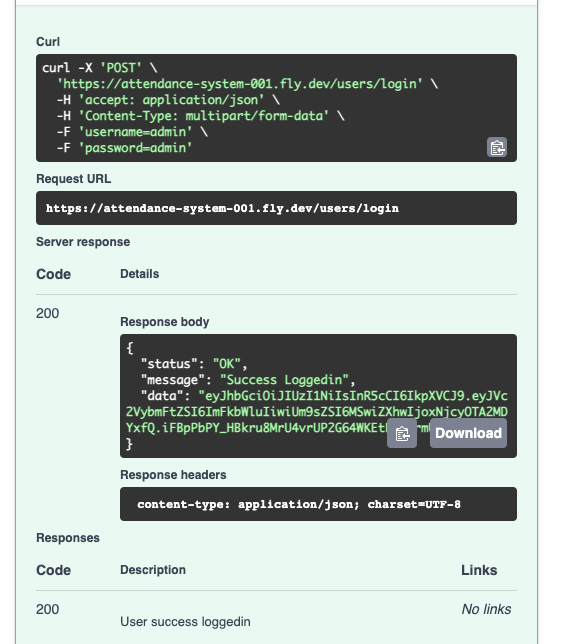 Curl
curl -X 'POST' \
'https://attendance-system-001.fly.dev/users/login' \
-H 'accept: application/json' \
-H 'Content-Type: multipart/form-data' \
-F 'username=admin' \
-F 'password=admin'
Request URL
https://attendance-system-001.fly.dev/users/login
Server response
Code Details
200
Response body
{
"status": "OK",
"message": "Success Loggedin",
"data": "eyJhbGciOiJIUzI1NiIsInR5cCI6IkpXVCJ9.eyJVc
2VybmFtZSI6ImFkbWluIiwiUm9sZSI6MSwiZXhwIjoxNjcyOTA2MD
YxfQ.iFBpPbPY_HBkru8MrU4vrUP2G64WKEt
Download
}
Response headers
content-type: application/json; charset=UTF-8
Responses
Code Description Links
200 No links
User success loggedin